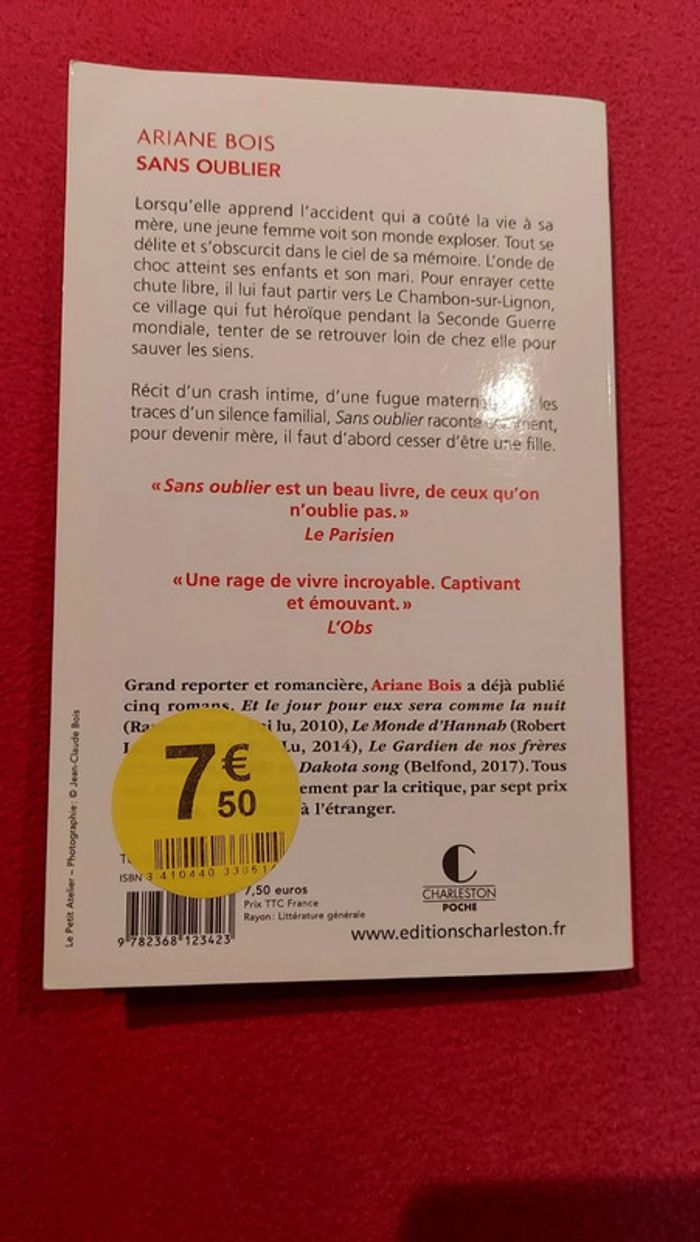 ARIANE BOIS
SANS OUBLIER
Lorsqu'elle apprend l'accident qui a coûté la vie à sa
mère, une jeune femme voit son monde exploser. Tout se
délite et s'obscurcit dans le ciel de sa mémoire. L'onde de
choc atteint ses enfants et son mari. Pour enrayer cette
chute libre, il lui faut partir vers Le Chambon-sur-Lignon,
ce village qui fut héroïque pendant la Seconde Guerre
mondiale, tenter de se retrouver loin de chez elle pour
sauver les siens.
Récit d'un crash intime, d'une fugue les
traces d'un silence familial, Sans oublier raconte
pour devenir mère, il faut d'abord cesser d'être une fille.
« Sans oublier est un beau livre, de ceux qu'on
n'oublie pas. »
Le Parisien
« Une rage de vivre incroyable. Captivant
et émouvant. »
L'Obs
Grand reporter et romancière, Ariane Bois a déjà publié
cinq romans. Et le jour pour eux sera comme la nuit
lu, 2010), Le Monde d'Hannah (Robert
Lu, 2014), Le Gardien de nos frères
Dakota song (Belfond, 2017). Tous
par la critique, par sept prix
à l'étranger.
7 €
50
ISBN
7,50 euros
Prix TTC France
Rayon : Littérature générale
9 782368 123423
C
CHARLESTON
POCHE
www.editionscharleston.fr
Le Petit Atelier – Photographie : © Jean-Claude Bois